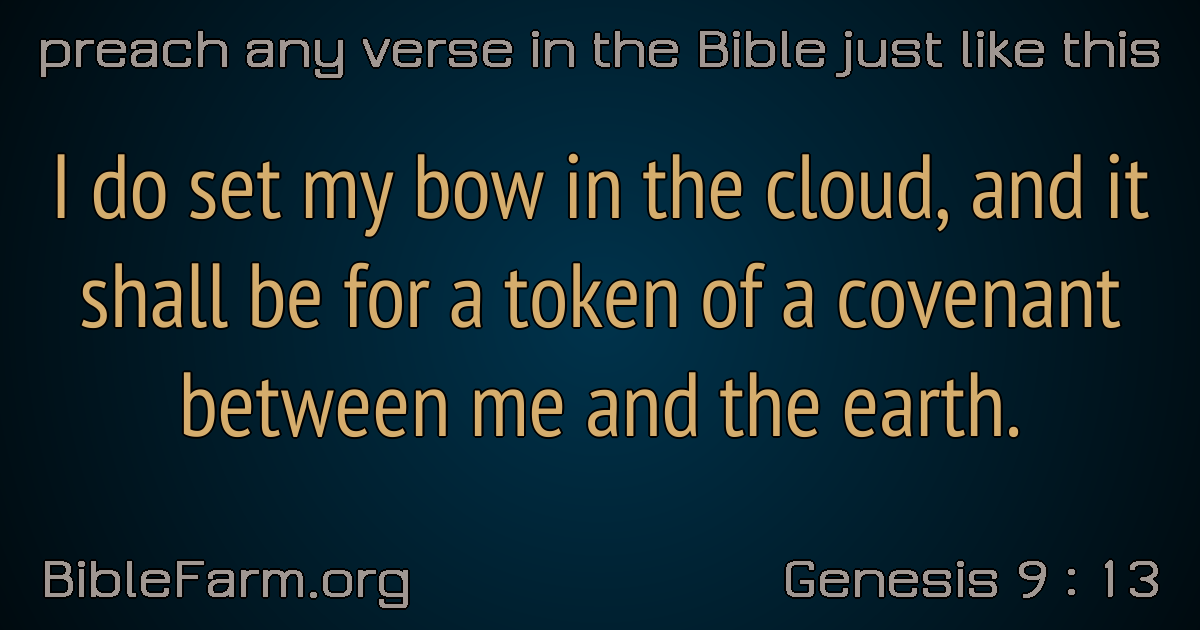 preach any verse in the Bible just like this
I do set my bow in the cloud, and it
shall be for a token of a covenant
between me and the earth.
BibleFarm.org
Genesis 9 : 13